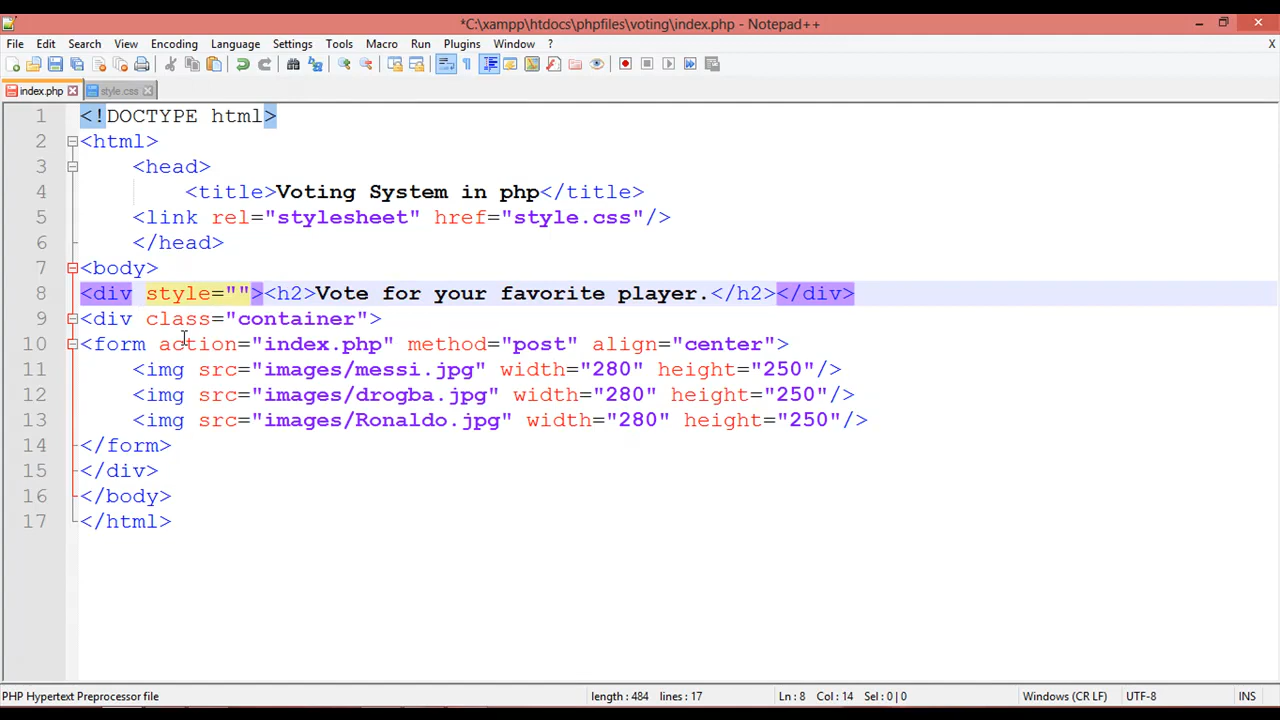 *C:\xampp\htdocs\phpfiles\voting\index.php - Notepad++
File Edit Search View Encoding Language Settings Tools Macro Run Plugins Window ? X
index.php style.css
1 <!DOCTYPE html>
2 <html>
3 <head>
4 <title>Voting System in php</title>
5 <link rel="stylesheet" href="style.css"/>
6 </head>
7 <body>
8 <div style=""><h2>Vote for your favorite player.</h2></div>
9 <div class="container">
10 <form action="index.php" method="post" align="center">
11 <img src="images/messi.jpg" width="280" height="250"/>
12 <img src="images/drogba.jpg" width="280" height="250"/>
13 <img src="images/Ronaldo.jpg" width="280" height="250"/>
14 </form>
15 </div>
16 </body>
17 </html>
PHP Hypertext Preprocessor file length : 484 lines : 17 Ln : 8 Col : 14 Sel : 0 | 0 Windows (CR LF) UTF-8 INS